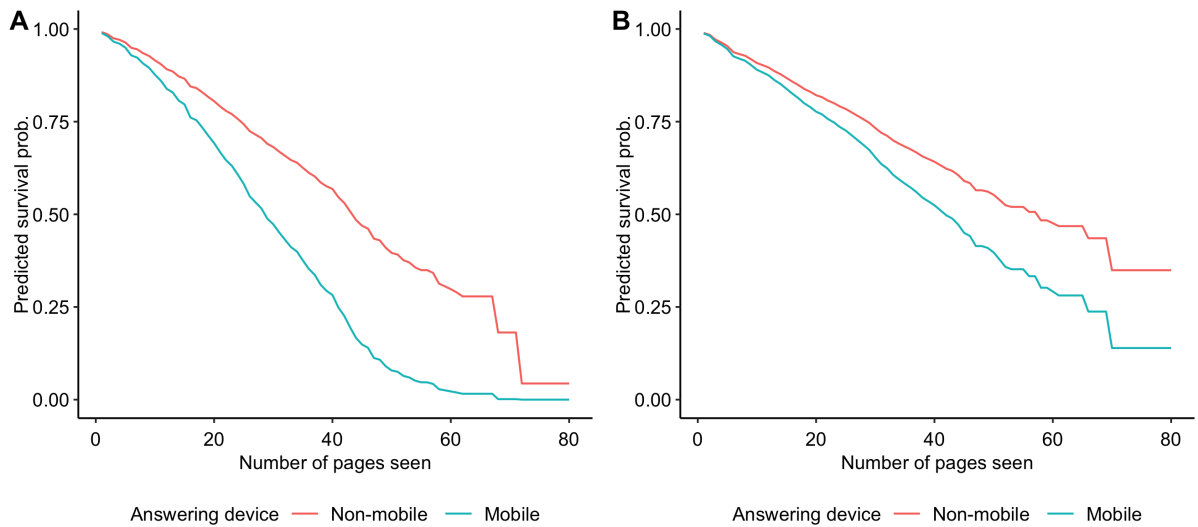 A
Predicted survival prob.
1.00
0.75
0.50
0.25
0.00
0 20 40 60 80
Number of pages seen
Answering device Non-mobile Mobile
B
Predicted survival prob.
1.00
0.75
0.50
0.25
0.00
0 20 40 60 80
Number of pages seen
Answering device Non-mobile Mobile